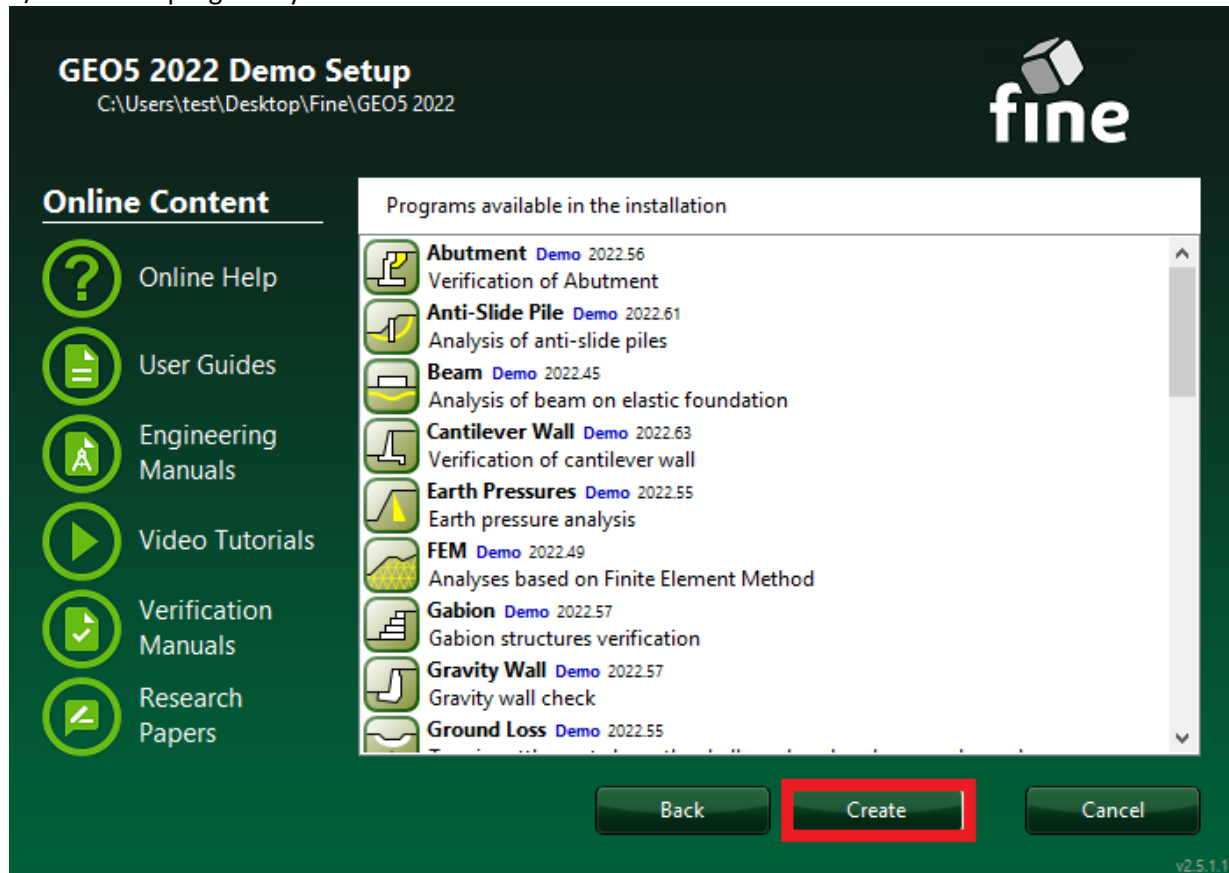 GEO5 2022 Demo Setup
C:\Users\test\Desktop\Fine\GEO5 2022
fine
Online Content
Online Help
User Guides
Engineering
Manuals
Video Tutorials
Verification
Manuals
Research
Papers
Programs available in the installation
Abutment Demo 2022.56
Verification of Abutment
Anti-Slide Pile Demo 2022.61
Analysis of anti-slide piles
Beam Demo 2022.45
Analysis of beam on elastic foundation
Cantilever Wall Demo 2022.63
Verification of cantilever wall
Earth Pressures Demo 2022.55
Earth pressure analysis
FEM Demo 2022.49
Analyses based on Finite Element Method
Gabion Demo 2022.57
Gabion structures verification
Gravity Wall Demo 2022.57
Gravity wall check
Ground Loss Demo 2022.55
Back Create Cancel
v2.5.1.1